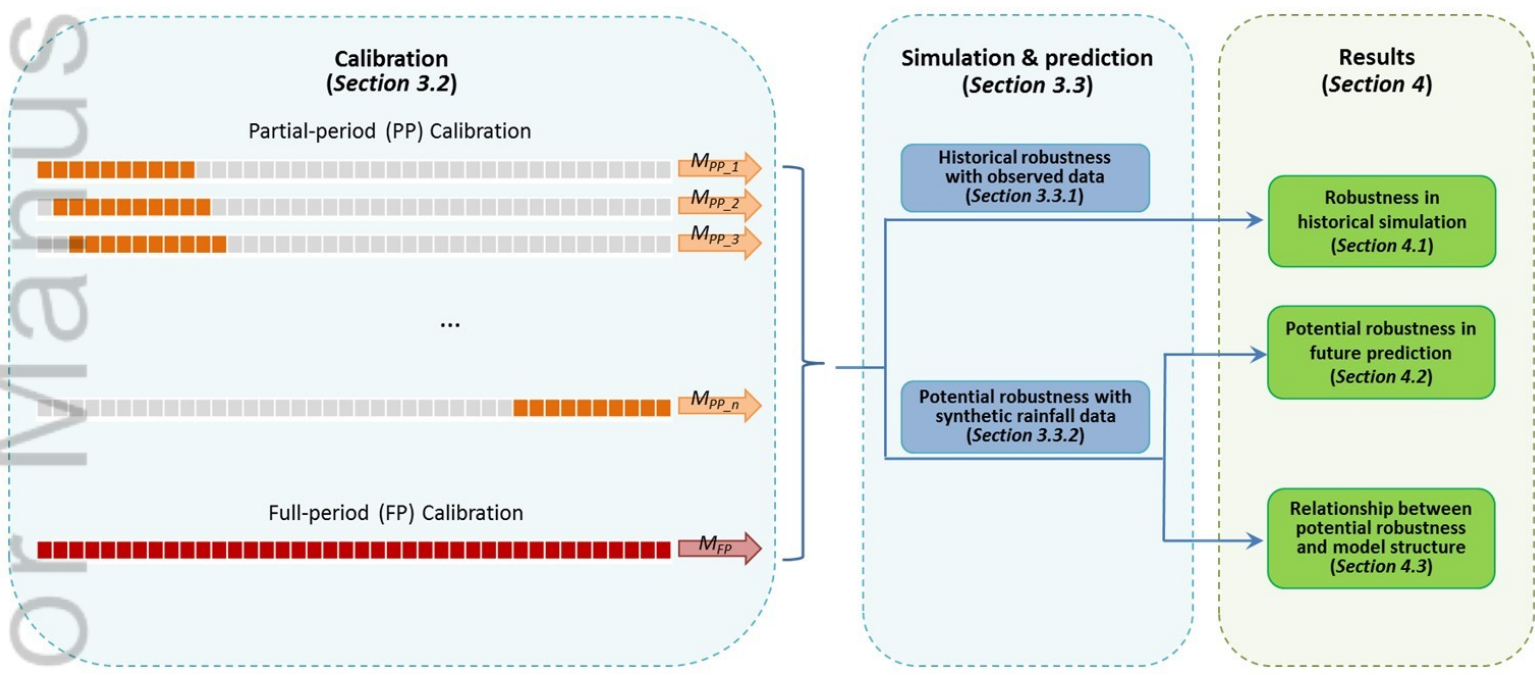 Calibration
(Section 3.2)
Partial-period (PP) Calibration
M_PP_1
M_PP_2
M_PP_3
...
M_PP_n
Full-period (FP) Calibration
M_FP
Simulation & prediction
(Section 3.3)
Historical robustness
with observed data
(Section 3.3.1)
Potential robustness with
synthetic rainfall data
(Section 3.3.2)
Results
(Section 4)
Robustness in
historical simulation
(Section 4.1)
Potential robustness in
future prediction
(Section 4.2)
Relationship between
potential robustness
and model structure
(Section 4.3)
or Manus